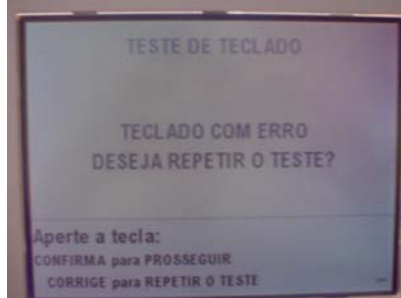 TESTE DE TECLADO
TECLADO COM ERRO
DESEJA REPETIR O TESTE?
Aperte a tecla:
CONFIRMA para PROSSEGUIR
CORRIGE para REPETIR O TESTE